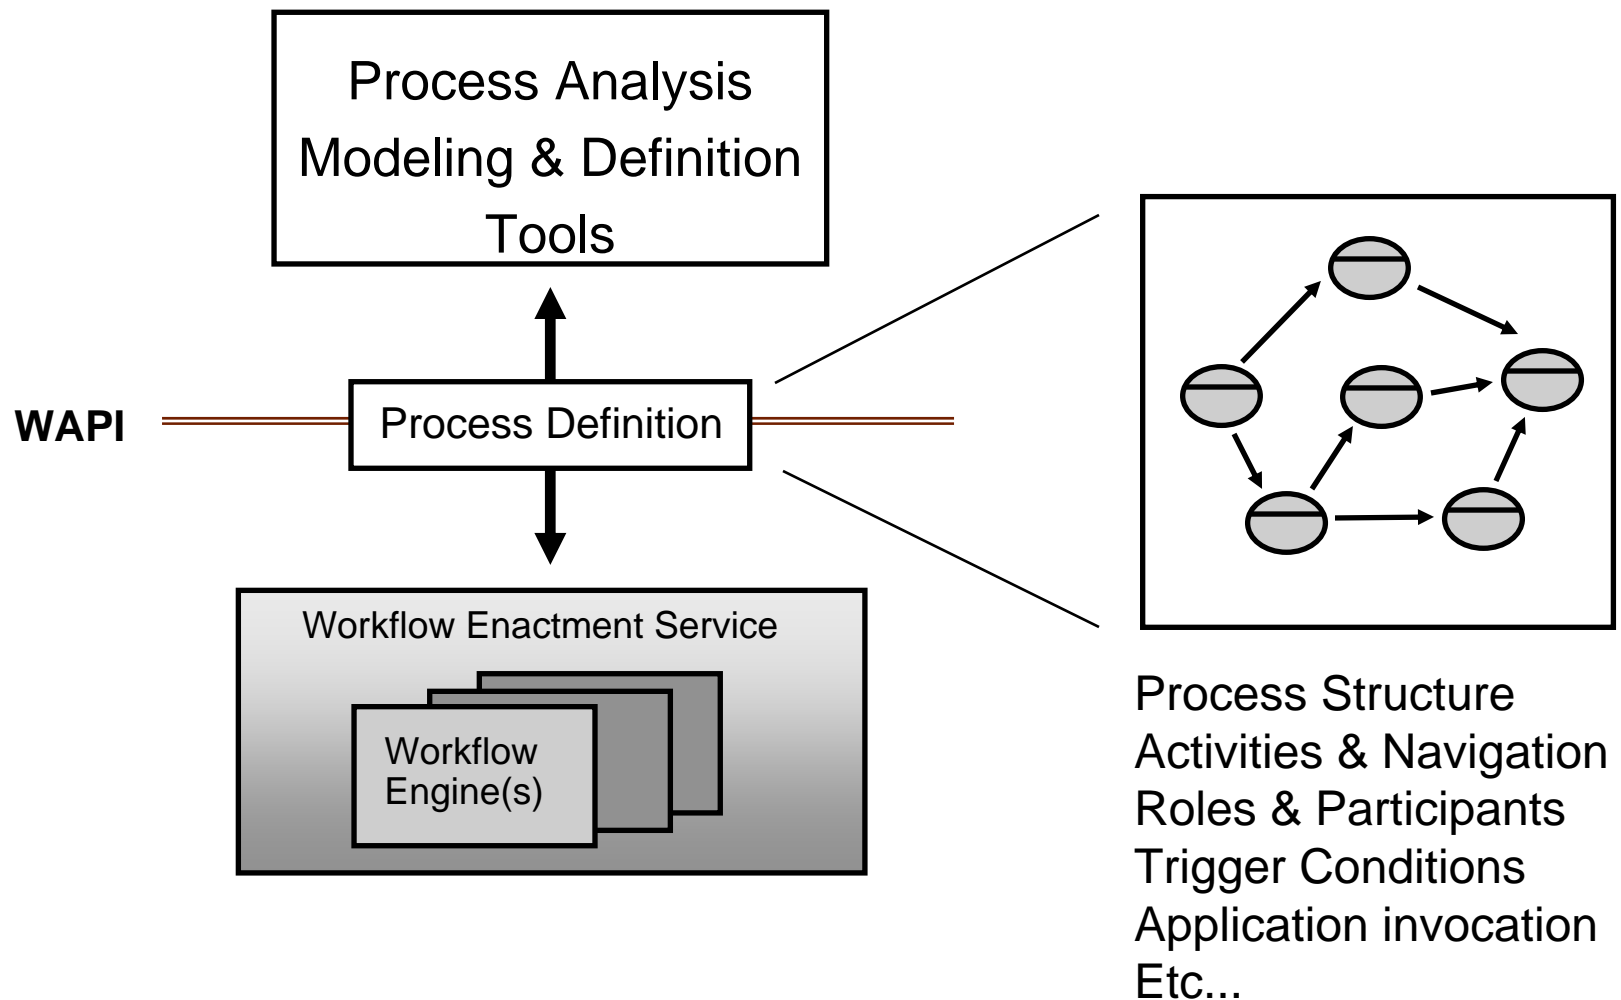 Process Analysis
Modeling & Definition
Tools
WAPI
Process Definition
Workflow Enactment Service
Workflow
Engine(s)
Process Structure
Activities & Navigation
Roles & Participants
Trigger Conditions
Application invocation
Etc...